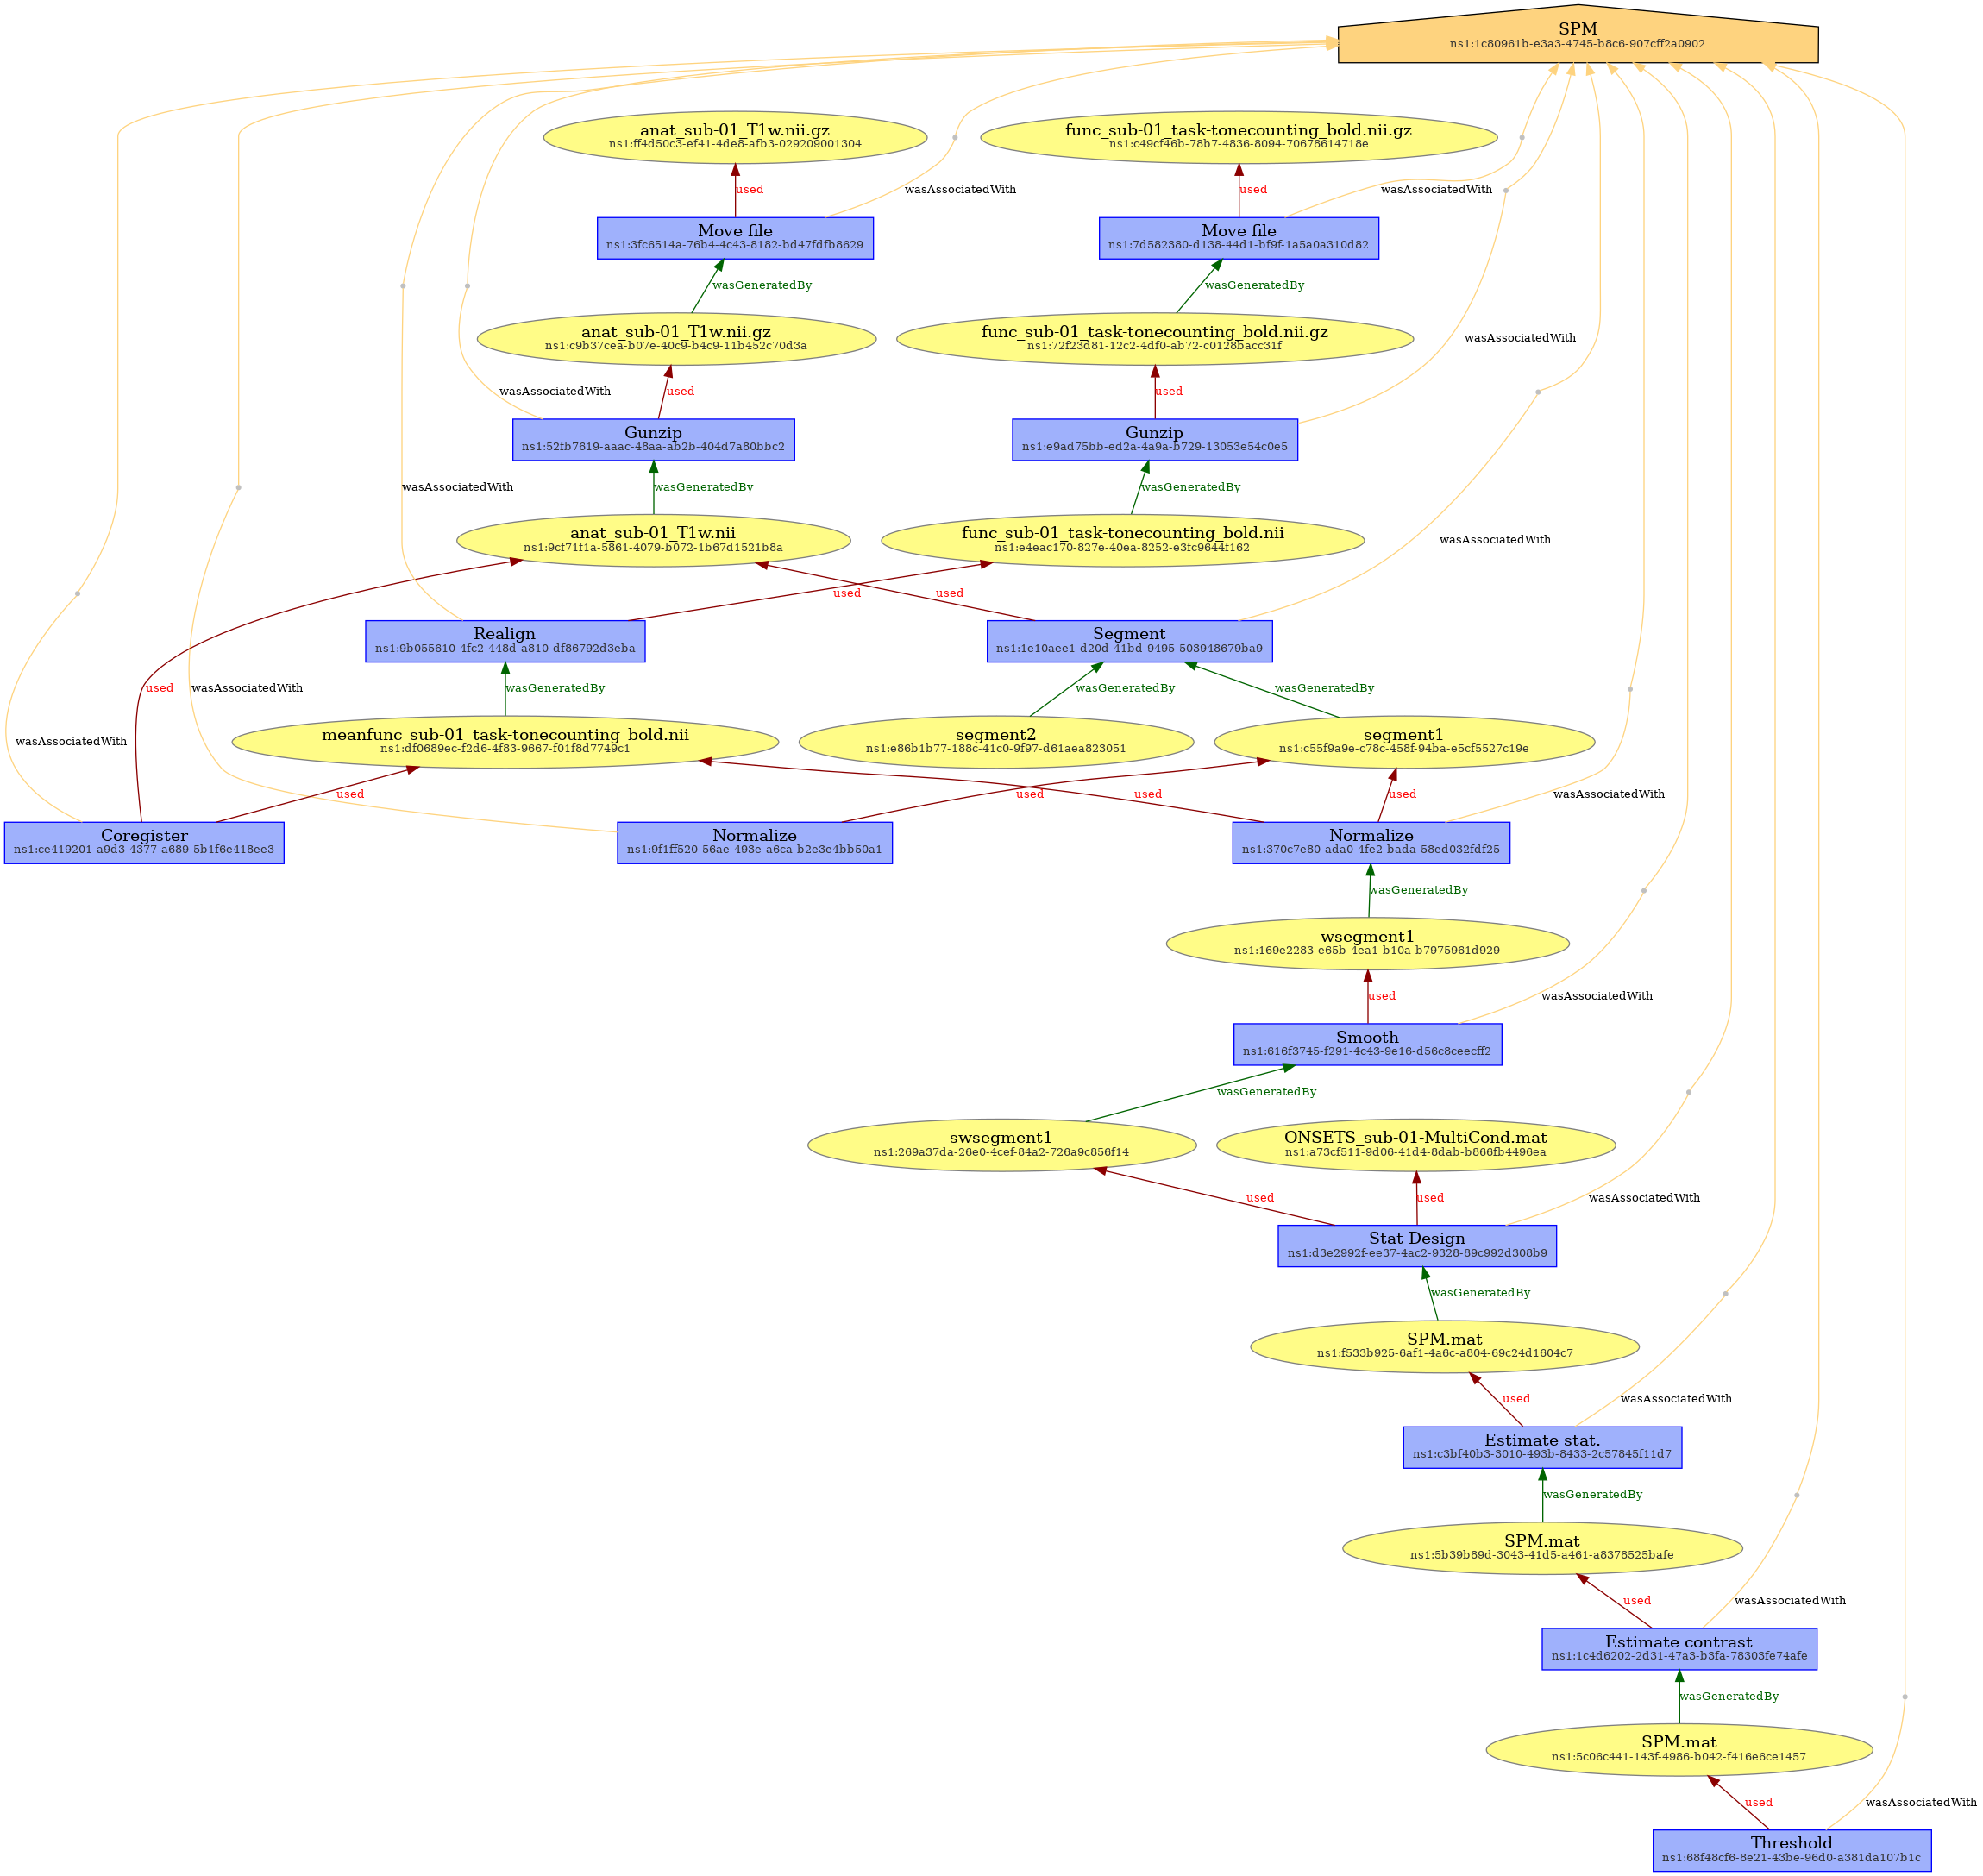 SPM
ns1:1c80961b-e3a3-4745-b8c6-907cff2a0902
anat_sub-01_T1w.nii.gz
ns1:ff4d50c3-ef41-4de8-afb3-029209001304
func_sub-01_task-tonecounting_bold.nii.gz
ns1:c49cf46b-78b7-4836-8094-70678614718e
used
wasAssociatedWith
used
wasAssociatedWith
Move file
ns1:3fc6514a-76b4-4c43-8182-bd47fdfb8629
Move file
ns1:7d582380-d138-44d1-bf9f-1a5a0a310d82
wasGeneratedBy
wasGeneratedBy
anat_sub-01_T1w.nii.gz
ns1:c9b37cea-b07e-40c9-b4c9-11b452c70d3a
func_sub-01_task-tonecounting_bold.nii.gz
ns1:72f23d81-12c2-4df0-ab72-c0128bacc31f
wasAssociatedWith
wasAssociatedWith
used
used
Gunzip
ns1:52fb7619-aaac-48aa-ab2b-404d7a80bbc2
Gunzip
ns1:e9ad75bb-ed2a-4a9a-b729-13053e54c0e5
wasAssociatedWith
wasGeneratedBy
wasGeneratedBy
anat_sub-01_T1w.nii
ns1:9cf71f1a-5861-4079-b072-1b67d1521b8a
func_sub-01_task-tonecounting_bold.nii
ns1:e4eac170-827e-40ea-8252-e3fc9644f162
wasAssociatedWith
used
used
Realign
ns1:9b055610-4fc2-448d-a810-df86792d3eba
Segment
ns1:1e10aee1-d20d-41bd-9495-503948679ba9
used
wasAssociatedWith
wasGeneratedBy
wasGeneratedBy
wasGeneratedBy
wasAssociatedWith
meanfunc_sub-01_task-tonecounting_bold.nii
ns1:df0689ec-f2d6-4f83-9667-f01f8d7749c1
segment2
ns1:e86b1b77-188c-41c0-9f97-d61aea823051
segment1
ns1:c55f9a9e-c78c-458f-94ba-e5cf5527c19e
used
used
used
used
wasAssociatedWith
Coregister
ns1:ce419201-a9d3-4377-a689-5b1f6e418ee3
Normalize
ns1:9f1ff520-56ae-493e-a6ca-b2e3e4bb50a1
Normalize
ns1:370c7e80-ada0-4fe2-bada-58ed032fdf25
wasGeneratedBy
wsegment1
ns1:169e2283-e65b-4ea1-b10a-b7975961d929
used
wasAssociatedWith
Smooth
ns1:616f3745-f291-4c43-9e16-d56c8ceecff2
wasGeneratedBy
swsegment1
ns1:269a37da-26e0-4cef-84a2-726a9c856f14
ONSETS_sub-01-MultiCond.mat
ns1:a73cf511-9d06-41d4-8dab-b866fb4496ea
used
used
wasAssociatedWith
Stat Design
ns1:d3e2992f-ee37-4ac2-9328-89c992d308b9
wasGeneratedBy
SPM.mat
ns1:f533b925-6af1-4a6c-a804-69c24d1604c7
used
wasAssociatedWith
Estimate stat.
ns1:c3bf40b3-3010-493b-8433-2c57845f11d7
wasGeneratedBy
SPM.mat
ns1:5b39b89d-3043-41d5-a461-a8378525bafe
used
wasAssociatedWith
Estimate contrast
ns1:1c4d6202-2d31-47a3-b3fa-78303fe74afe
wasGeneratedBy
SPM.mat
ns1:5c06c441-143f-4986-b042-f416e6ce1457
used
wasAssociatedWith
Threshold
ns1:68f48cf6-8e21-43be-96d0-a381da107b1c